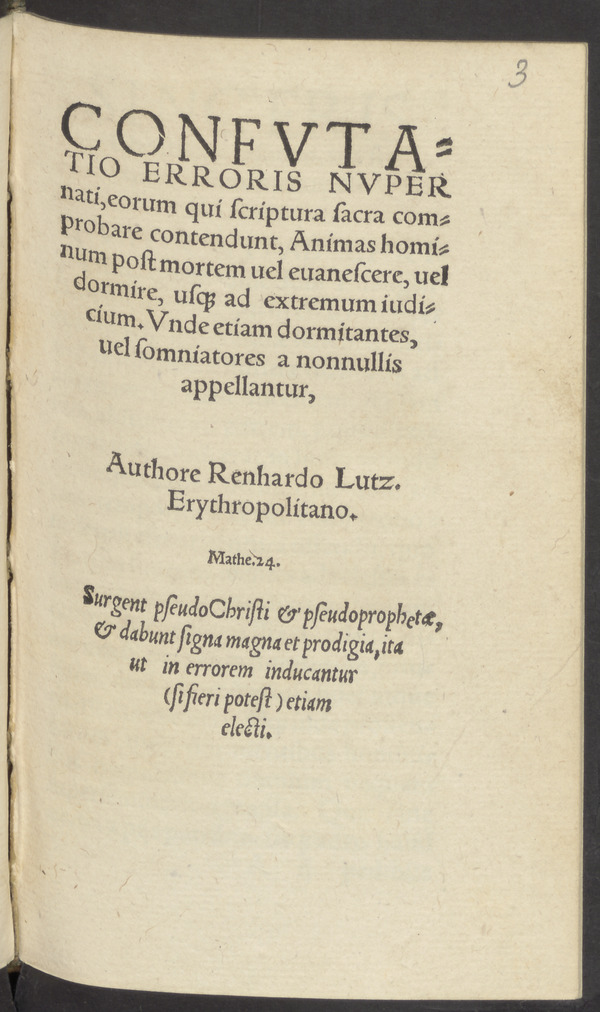 3
CONFVTA⸗
TIO ERRORIS NVPER
nati, eorum qui ſcriptura ſacra com⸗
probare contendunt, Animas homi⸗
num poſt mortem uel euaneſcere, uel
dormire, uſqꝫ ad extremum iudi⸗
cium. Vnde etiam dormitantes,
uel ſomniatores a nonnullis
appellantur,
Authore Renhardo Lutz.
Erythropolitano.
Mathe.24.
Surgent pſeudoChriſti & pſeudoprophetæ,
& dabunt ſigna magna et prodigia, ita
ut in errorem inducantur
(ſi fieri poteſt) etiam
electi.